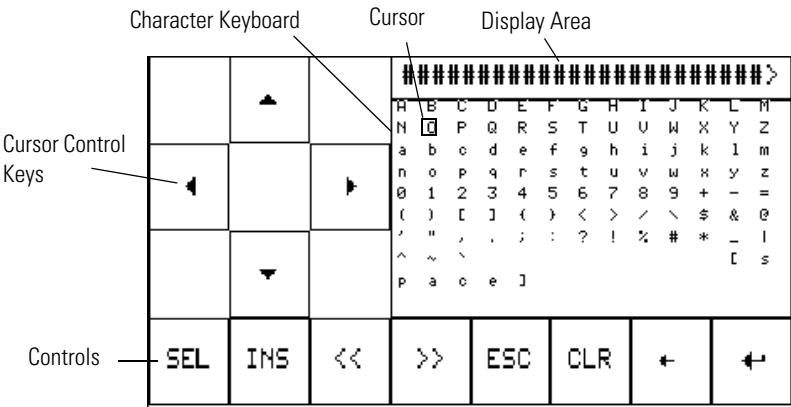 Character Keyboard
Cursor
Display Area
########################>
A B C D E F G H I J K L M
N O P Q R S T U V W X Y Z
a b c d e f g h i j k l m
n o p q r s t u v w x y z
0 1 2 3 4 5 6 7 8 9 + - =
( ) [ ] { } < > / \ $ & @
' " , . ; : ? ! % # * _ |
^ ~ ` [ s
p a c e ]
Cursor Control
Keys
Controls
SEL INS << >> ESC CLR ← ↵